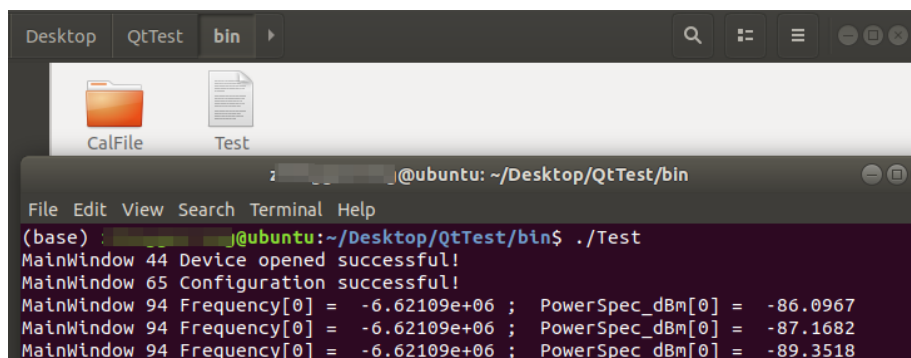 Desktop QtTest bin
CalFile Test
@ubuntu: ~/Desktop/QtTest/bin
File Edit View Search Terminal Help
(base) @ubuntu:~/Desktop/QtTest/bin$ ./Test
MainWindow 44 Device opened successful!
MainWindow 65 Configuration successful!
MainWindow 94 Frequency[0] =  -6.62109e+06 ;  PowerSpec_dBm[0] =  -86.0967
MainWindow 94 Frequency[0] =  -6.62109e+06 ;  PowerSpec_dBm[0] =  -87.1682
MainWindow 94 Frequency[0] =  -6.62109e+06 ;  PowerSpec_dBm[0] =  -89.3518